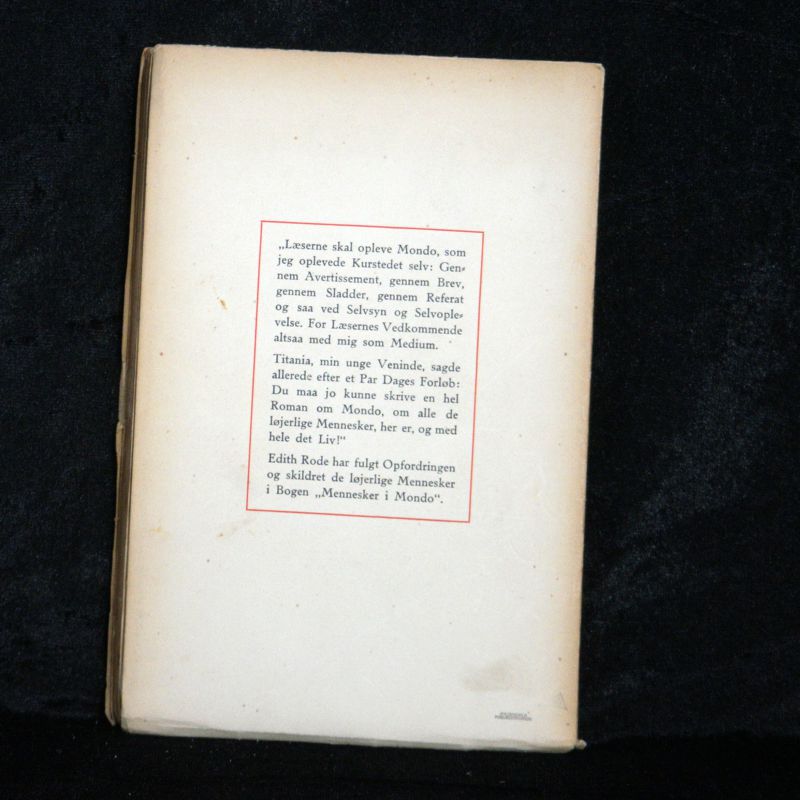 „Læserne skal opleve Mondo, som
jeg oplevede Kurstedet selv: Gen-
nem Avertissement, gennem Brev,
gennem Sladder, gennem Referat
og saa ved Selvsyn og Selvople-
velse. For Læsernes Vedkommende
altsaa med mig som Medium.
Titania, min unge Veninde, sagde
allerede efter et Par Dages Forløb:
Du maa jo kunne skrive en hel
Roman om Mondo, om alle de
løjerlige Mennesker, her er, og med
hele det Liv!“
Edith Rode har fulgt Opfordringen
og skildret de løjerlige Mennesker
i Bogen „Mennesker i Mondo“.